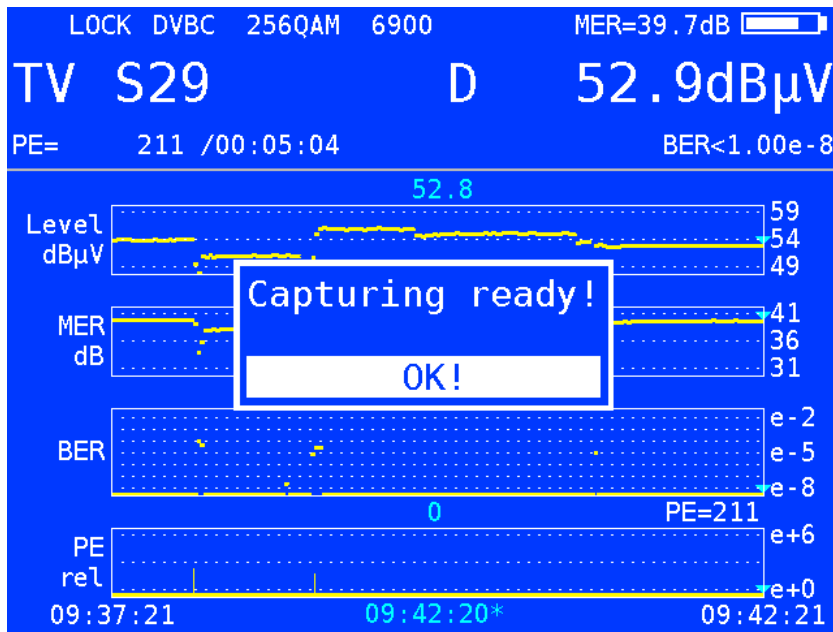 LOCK DVBC 256QAM 6900 MER=39.7dB
TV S29 D 52.9dBµV
PE= 211 /00:05:04 BER<1.00e-8
52.8
Level
dBµV
59
54
49
Capturing ready!
OK!
MER
dB
41
36
31
BER
e-2
e-5
e-8
0 PE=211
PE
rel
e+6
e+0
09:37:21 09:42:20* 09:42:21